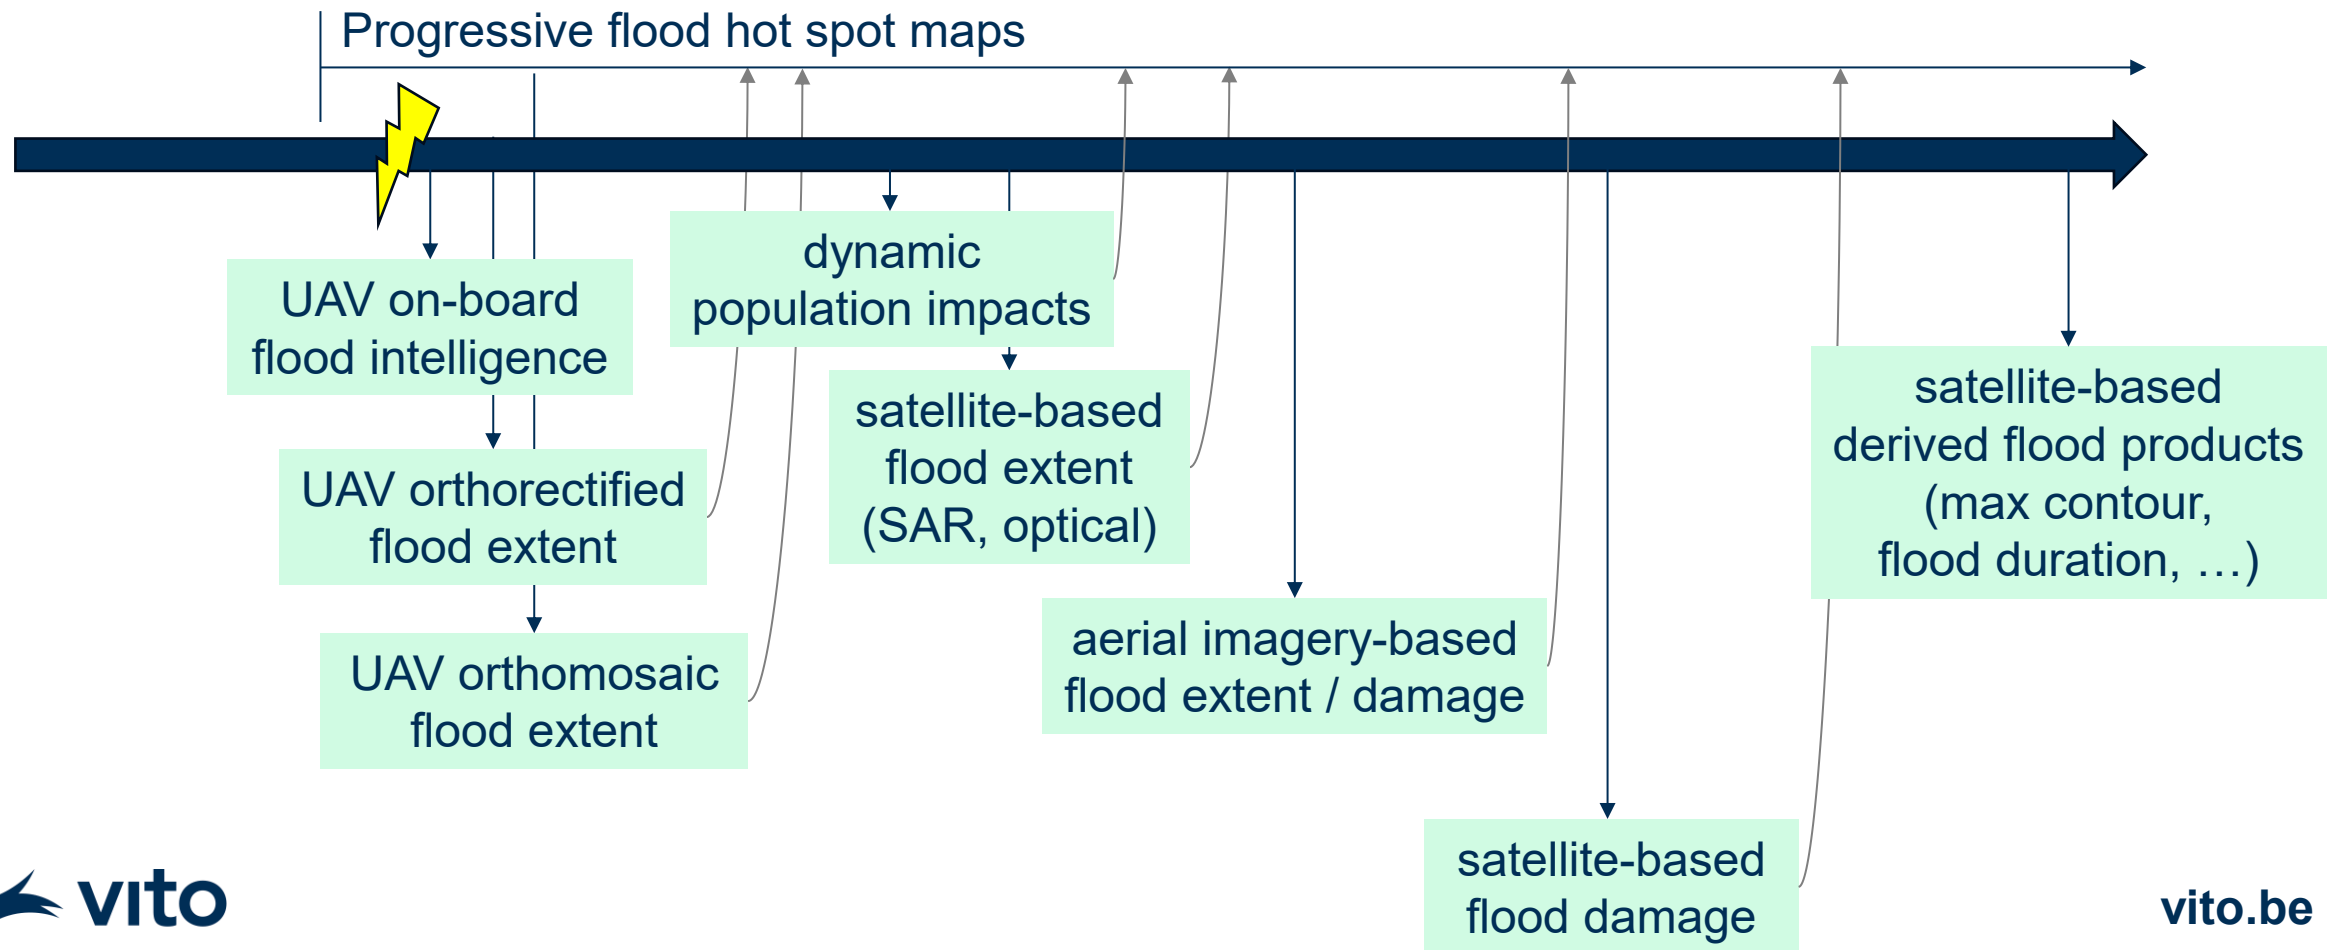 Progressive flood hot spot maps
UAV on-board
flood intelligence
UAV orthorectified
flood extent
UAV orthomosaic
flood extent
dynamic
population impacts
satellite-based
flood extent
(SAR, optical)
aerial imagery-based
flood extent / damage
satellite-based
flood damage
satellite-based
derived flood products
(max contour,
flood duration, …)
vito
vito.be